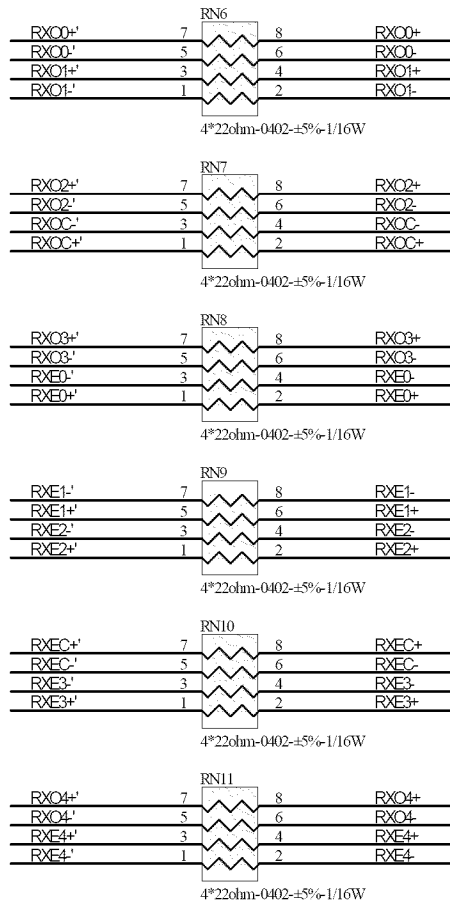 RN6
RXO0+' 7 8 RXO0+
RXO0-' 5 6 RXO0-
RXO1+' 3 4 RXO1+
RXO1-' 1 2 RXO1-
4*22ohm-0402-±5%-1/16W
RN7
RXO2+' 7 8 RXO2+
RXO2-' 5 6 RXO2-
RXOC-' 3 4 RXOC-
RXOC+' 1 2 RXOC+
4*22ohm-0402-±5%-1/16W
RN8
RXO3+' 7 8 RXO3+
RXO3-' 5 6 RXO3-
RXE0-' 3 4 RXE0-
RXE0+' 1 2 RXE0+
4*22ohm-0402-±5%-1/16W
RN9
RXE1-' 7 8 RXE1-
RXE1+' 5 6 RXE1+
RXE2-' 3 4 RXE2-
RXE2+' 1 2 RXE2+
4*22ohm-0402-±5%-1/16W
RN10
RXEC+' 7 8 RXEC+
RXEC-' 5 6 RXEC-
RXE3-' 3 4 RXE3-
RXE3+' 1 2 RXE3+
4*22ohm-0402-±5%-1/16W
RN11
RXO4+' 7 8 RXO4+
RXO4-' 5 6 RXO4-
RXE4+' 3 4 RXE4+
RXE4-' 1 2 RXE4-
4*22ohm-0402-±5%-1/16W